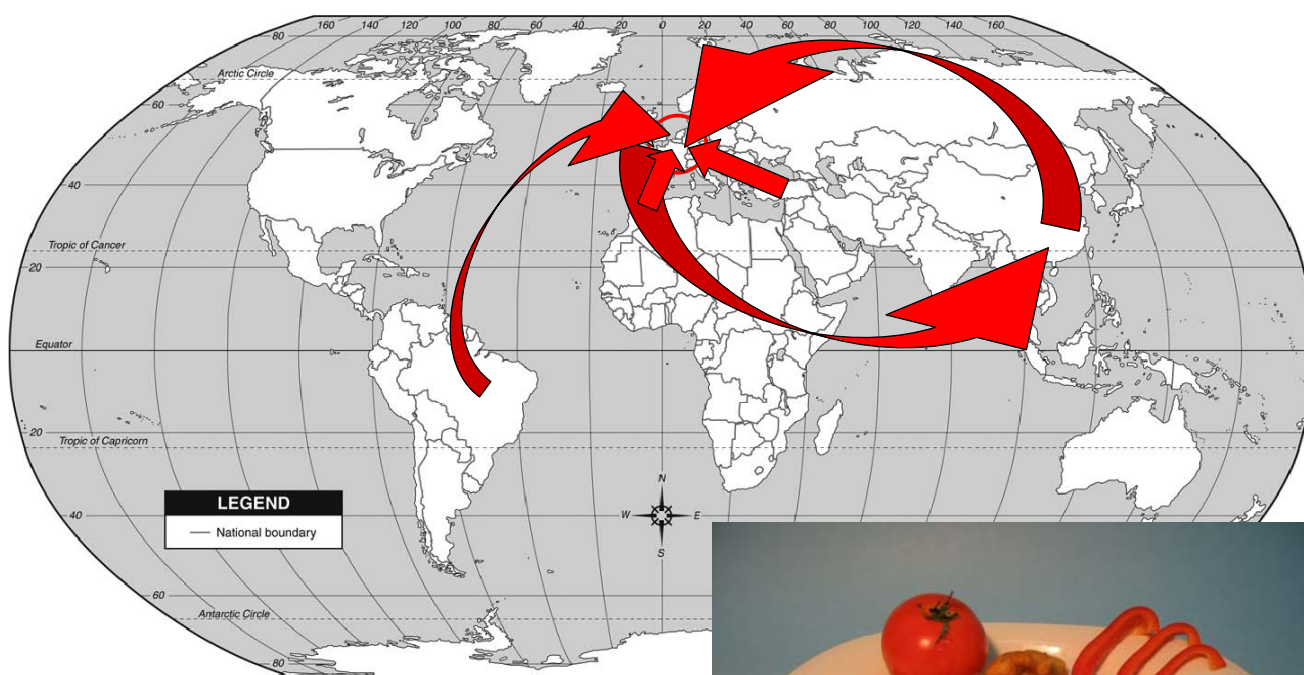 160 140 120 100 80 60 40 20 0 20 40 60 80 100 120 140 160
80
Arctic Circle
60
40
Tropic of Cancer
20
Equator
0
20
Tropic of Capricorn
LEGEND
National boundary
N
W E
S
40
60
Antarctic Circle
80